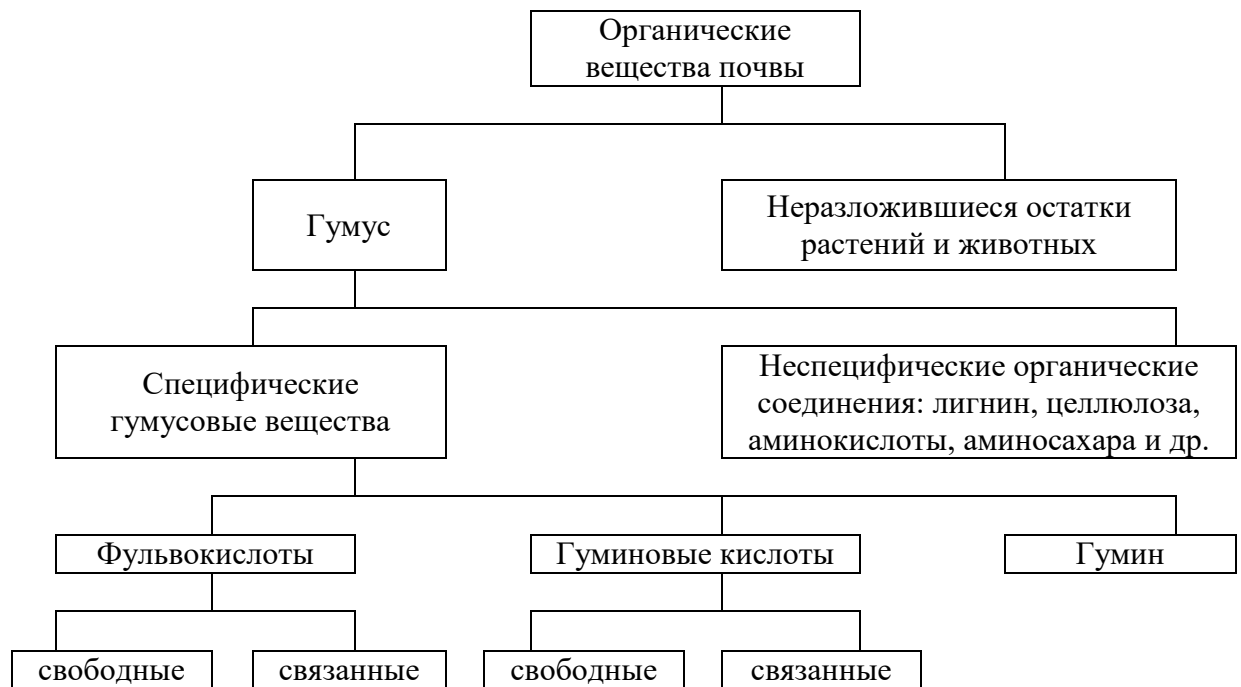 Органические
вещества почвы
Гумус
Неразложившиеся остатки
растений и животных
Специфические
гумусовые вещества
Неспецифические органические
соединения: лигнин, целлюлоза,
аминокислоты, аминосахара и др.
Фульвокислоты
Гуминовые кислоты
Гумин
свободные
связанные
свободные
связанные